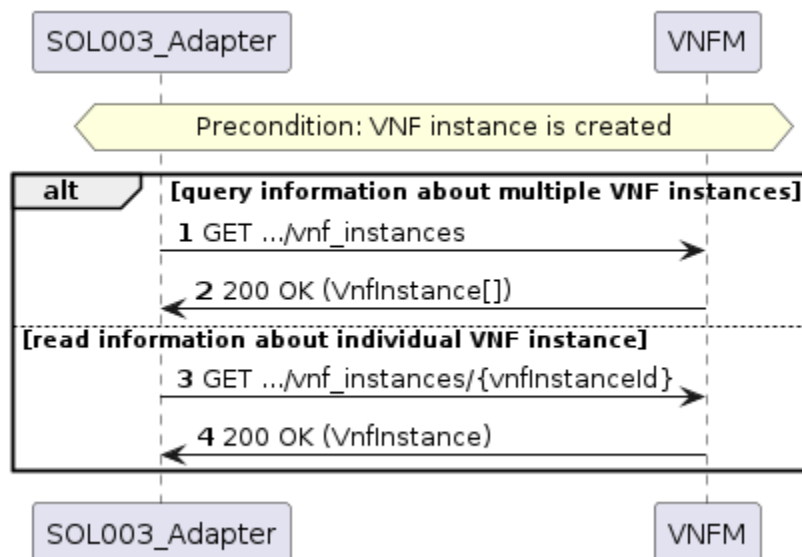 SOL003_Adapter VNFM
Precondition: VNF instance is created
alt [query information about multiple VNF instances]
1 GET .../vnf_instances
2 200 OK (VnfInstance[])
[read information about individual VNF instance]
3 GET .../vnf_instances/{vnfInstanceId}
4 200 OK (VnfInstance)
SOL003_Adapter VNFM